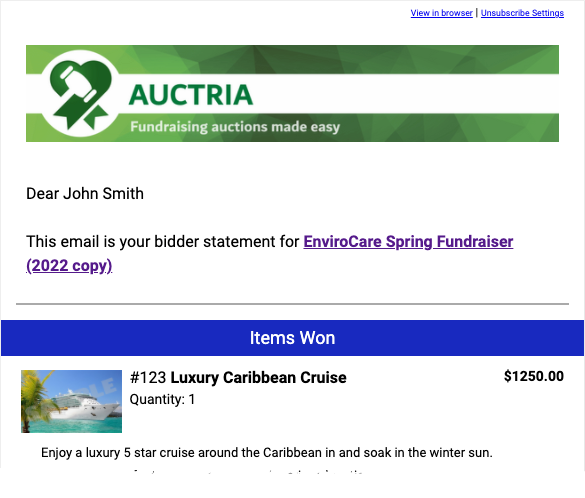 View in browser | Unsubscribe Settings
AUCTRIA
Fundraising auctions made easy
Dear John Smith
This email is your bidder statement for EnviroCare Spring Fundraiser
(2022 copy)
Items Won
#123 Luxury Caribbean Cruise $1250.00
Quantity: 1
Enjoy a luxury 5 star cruise around the Caribbean in and soak in the winter sun.